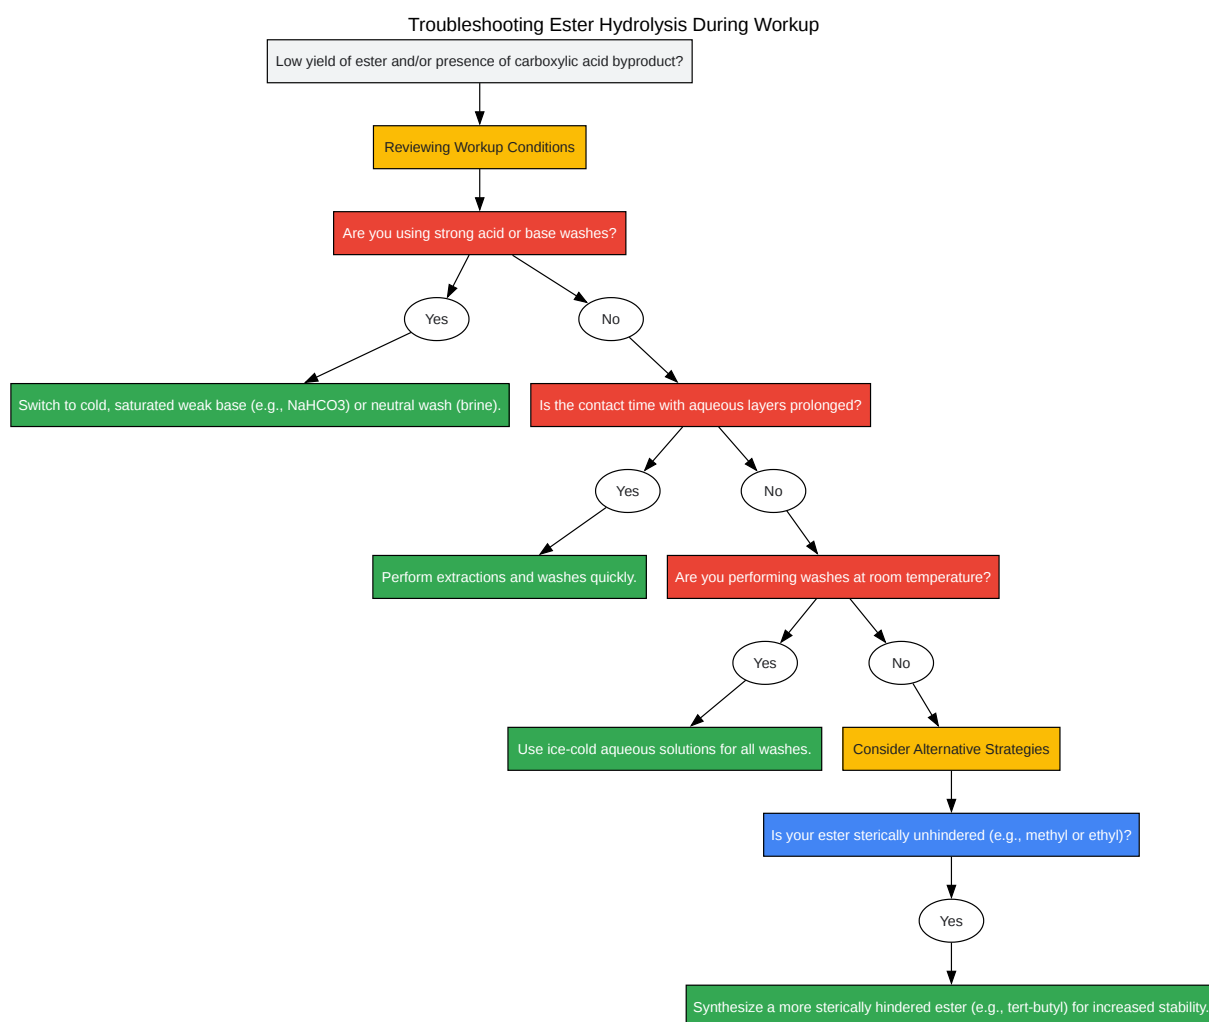 Troubleshooting Ester Hydrolysis During Workup
Low yield of ester and/or presence of carboxylic acid byproduct?
Reviewing Workup Conditions
Are you using strong acid or base washes?
Yes
No
Switch to cold, saturated weak base (e.g., NaHCO3) or neutral wash (brine).
Is the contact time with aqueous layers prolonged?
Yes
No
Perform extractions and washes quickly.
Are you performing washes at room temperature?
Yes
No
Use ice-cold aqueous solutions for all washes.
Consider Alternative Strategies
Is your ester sterically unhindered (e.g., methyl or ethyl)?
Yes
Synthesize a more sterically hindered ester (e.g., tert-butyl) for increased stability.